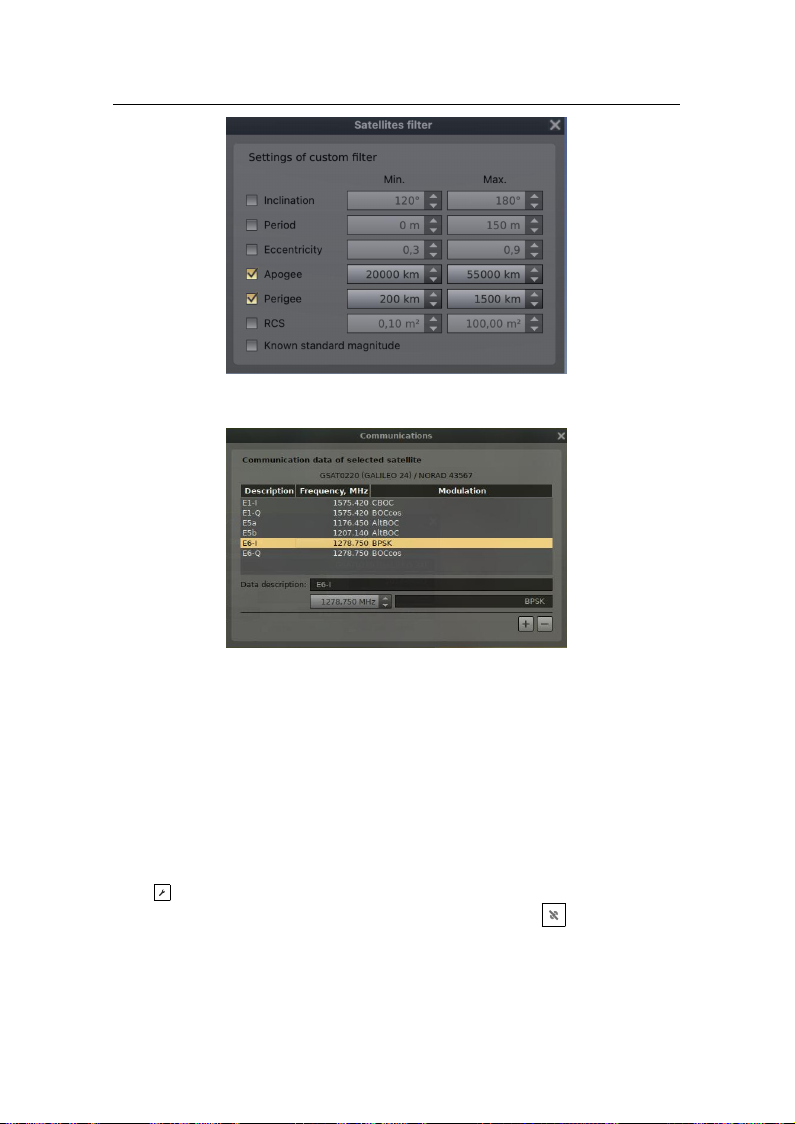 Satellites filter
Settings of custom filter
Min. Max.
Inclination 120° 180°
Period 0 m 150 m
Eccentricity 0,3 0,9
Apogee 20000 km 55000 km
Perigee 200 km 1500 km
RCS 0,10 m² 100,00 m²
Known standard magnitude
Communications
Communication data of selected satellite
GSAT0220 (GALILEO 24) / NORAD 43567
Description Frequency, MHz Modulation
E1-I 1575.420 CBOC
E1-Q 1575.420 BOCcos
E5a 1176.450 AltBOC
E5b 1207.140 AltBOC
E6-I 1278.750 BPSK
E6-Q 1278.750 BOCcos
Data description: E6-I
1278.750 MHz BPSK